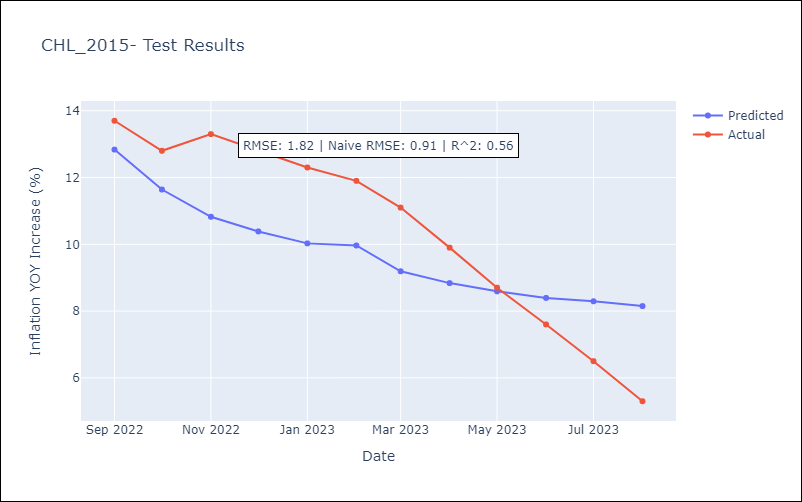 CHL_2015- Test Results
Predicted
Actual
RMSE: 1.82 | Naive RMSE: 0.91 | R^2: 0.56
14
12
10
8
6
Inflation YOY Increase (%)
Sep 2022
Nov 2022
Jan 2023
Mar 2023
May 2023
Jul 2023
Date